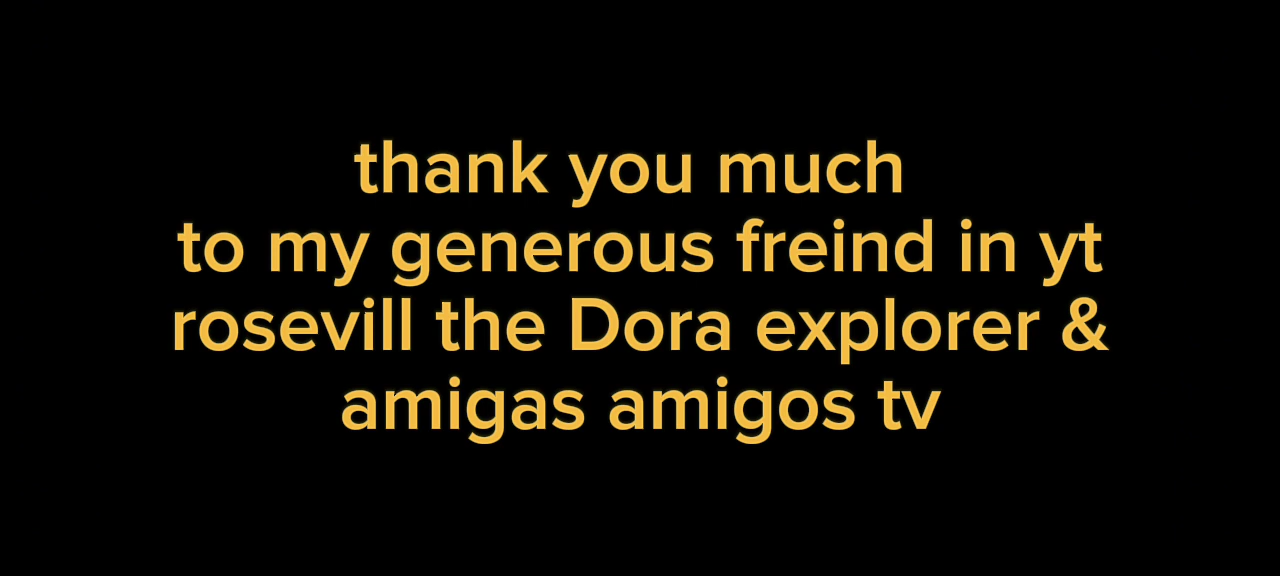 thank you much
to my generous freind in yt
rosevill the Dora explorer &
amigas amigos tv